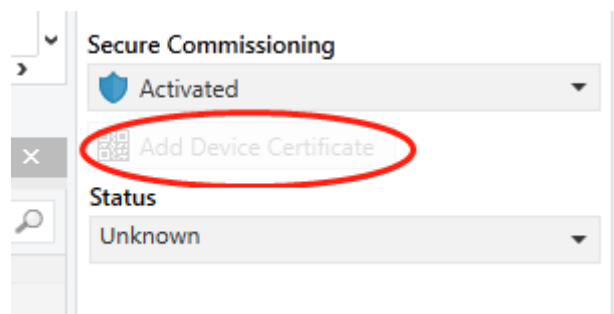 Secure Commissioning
Activated
Add Device Certificate
Status
Unknown